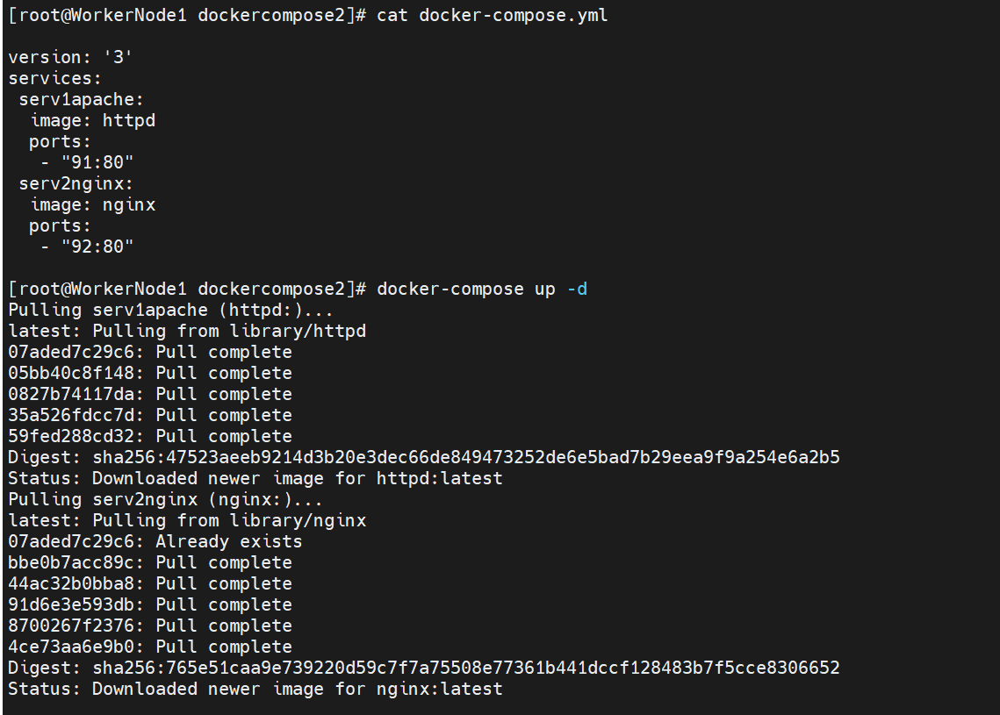 [root@WorkerNode1 dockercompose2]# cat docker-compose.yml
version: '3'
services:
serv1apache:
image: httpd
ports:
- "91:80"
serv2nginx:
image: nginx
ports:
- "92:80"
[root@WorkerNode1 dockercompose2]# docker-compose up -d
Pulling serv1apache (httpd:)...
latest: Pulling from library/httpd
07aded7c29c6: Pull complete
05bb40c8f148: Pull complete
0827b74117da: Pull complete
35a526fdcc7d: Pull complete
59fed288cd32: Pull complete
Digest: sha256:47523aeeb9214d3b20e3dec66de849473252de6e5bad7b29eea9f9a254e6a2b5
Status: Downloaded newer image for httpd:latest
Pulling serv2nginx (nginx:)...
latest: Pulling from library/nginx
07aded7c29c6: Already exists
bbe0b7acc89c: Pull complete
44ac32b0bba8: Pull complete
91d6e3e593db: Pull complete
8700267f2376: Pull complete
4ce73aa6e9b0: Pull complete
Digest: sha256:765e51caa9e739220d59c7f7a75508e77361b441dccf128483b7f5cce8306652
Status: Downloaded newer image for nginx:latest